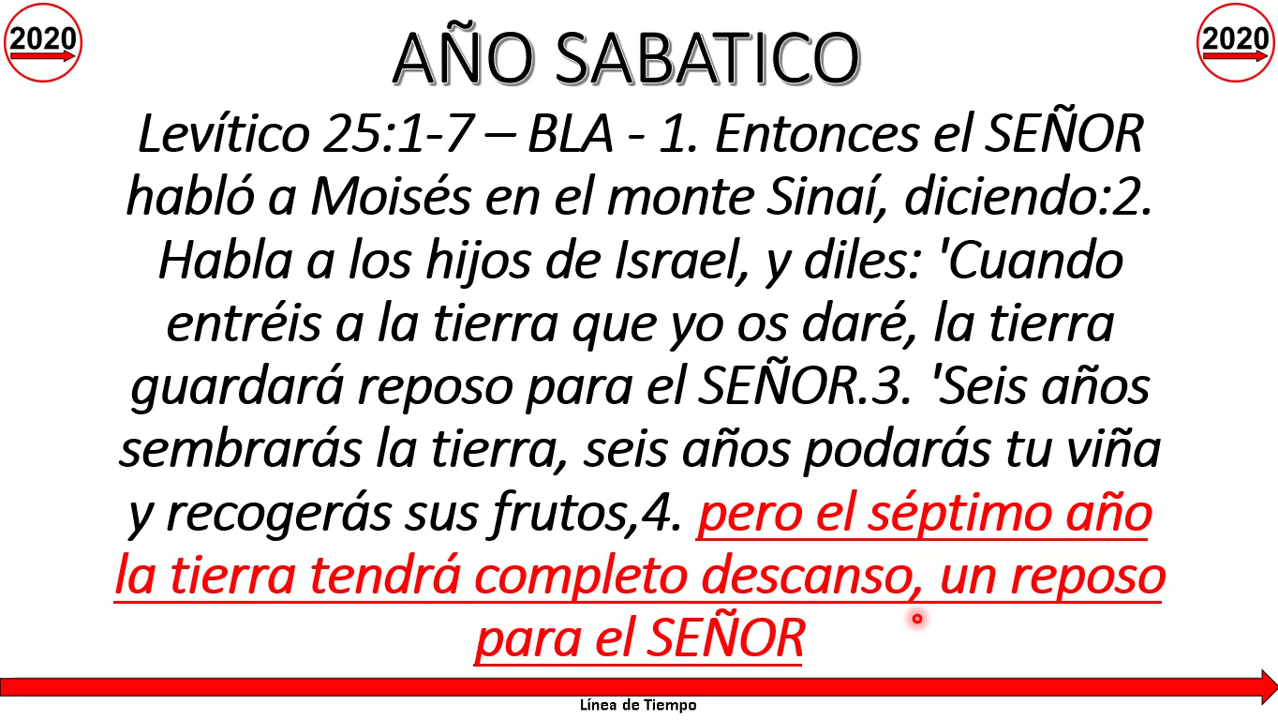 2020
2020
AÑO SABATICO
Levítico 25:1-7 – BLA - 1. Entonces el SEÑOR
habló a Moisés en el monte Sinaí, diciendo:2.
Habla a los hijos de Israel, y diles: 'Cuando
entréis a la tierra que yo os daré, la tierra
guardará reposo para el SEÑOR.3. 'Seis años
sembrarás la tierra, seis años podarás tu viña
y recogerás sus frutos,4. pero el séptimo año
la tierra tendrá completo descanso, un reposo
para el SEÑOR
Línea de Tiempo